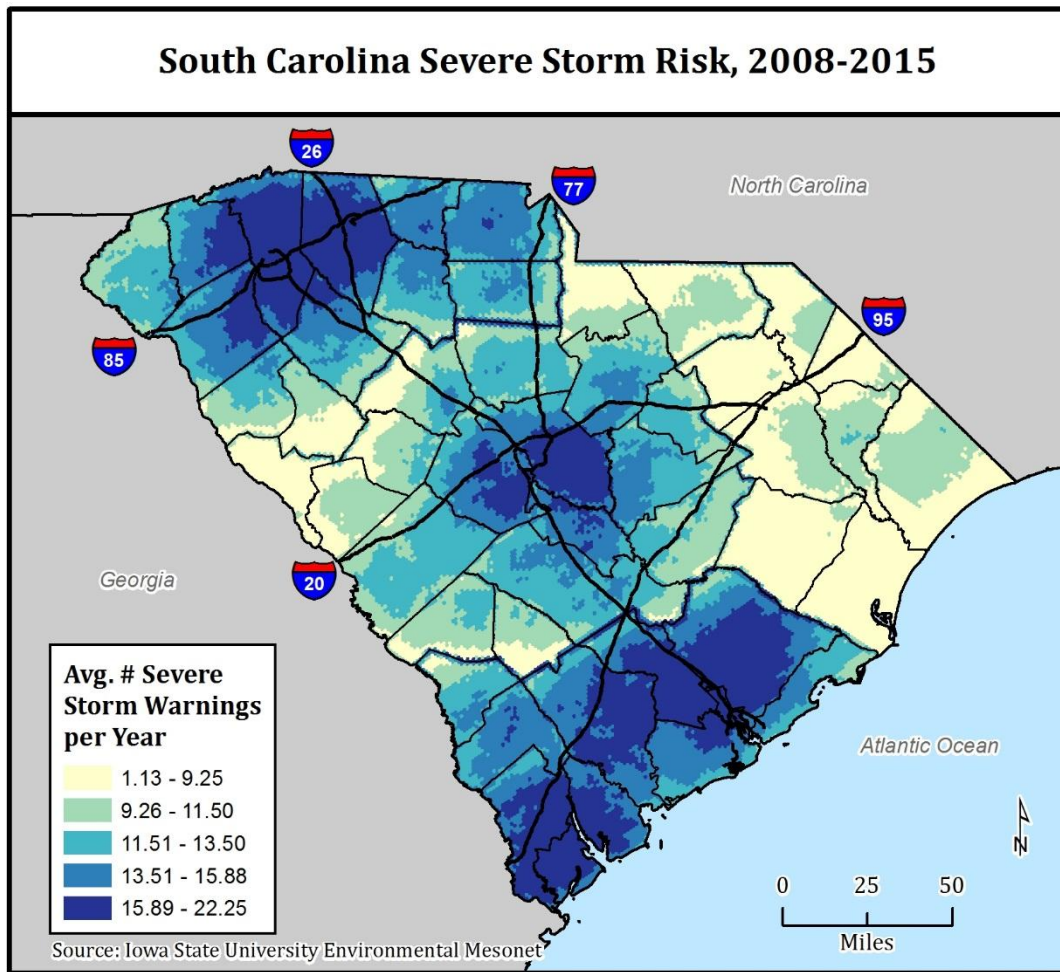 South Carolina Severe Storm Risk, 2008-2015
26
77
North Carolina
95
85
20
Georgia
Atlantic Ocean
Avg. # Severe
Storm Warnings
per Year
1.13 - 9.25
9.26 - 11.50
11.51 - 13.50
13.51 - 15.88
15.89 - 22.25
N
0 25 50
Miles
Source: Iowa State University Environmental Mesonet